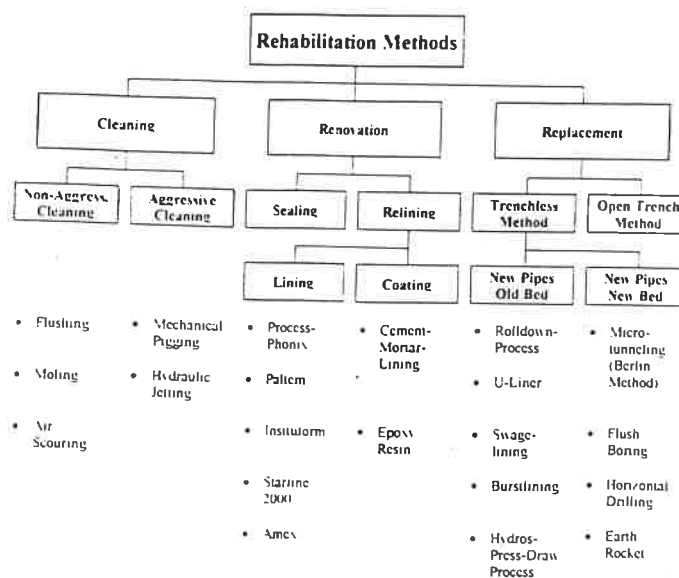 Rehabilitation Methods
Cleaning
Renovation
Replacement
Non-Aggress.
Cleaning
Aggressive
Cleaning
Sealing
Relining
Trenchless
Method
Open Trench
Method
Lining
Coating
New Pipes
Old Bed
New Pipes
New Bed
• Flushing
• Moling
• Air
Scouring
• Mechanical
Pigging
• Hydraulic
Jetting
• Process-
Phonix
• Paltem
• Insituform
• Starline
2000
• Amex
• Cement-
Mortar-
Lining
• Epoxy
Resin
• Rolldown-
Process
• U-Liner
• Swage-
lining
• Burstlining
• Hydros-
Press-Draw
Process
• Micro-
tunneling
(Berlin
Method)
• Flush
Boring
• Horizontal
Drilling
• Earth
Rocket